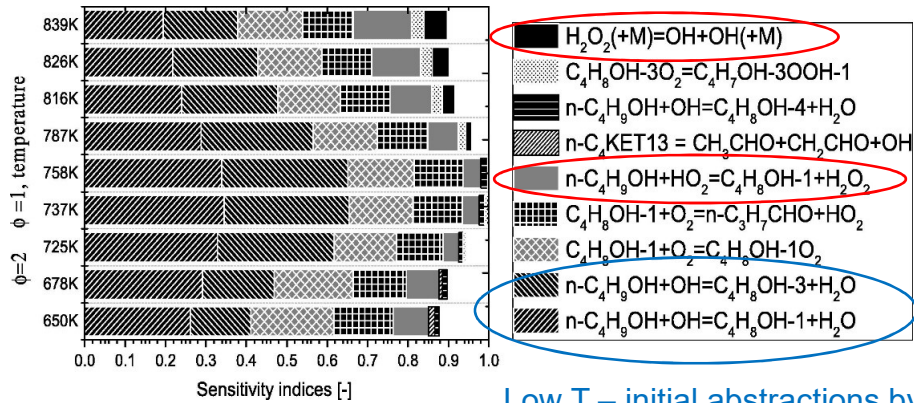 839K
826K
816K
787K
758K
737K
725K
678K
650K
ϕ=2 ϕ =1, temperature
0.0 0.1 0.2 0.3 0.4 0.5 0.6 0.7 0.8 0.9 1.0
Sensitivity indices [-]
H₂O₂(+M)=OH+OH(+M)
C₄H₈OH-3O₂=C₄H₇OH-3OOH-1
n-C₄H₉OH+OH=C₄H₈OH-4+H₂O
n-C₄KET13 = CH₃CHO+CH₂CHO+OH
n-C₄H₉OH+HO₂=C₄H₈OH-1+H₂O₂
C₄H₈OH-1+O₂=n-C₃H₇CHO+HO₂
C₄H₈OH-1+O₂=C₄H₈OH-1O₂
n-C₄H₉OH+OH=C₄H₈OH-3+H₂O
n-C₄H₉OH+OH=C₄H₈OH-1+H₂O
Low T – initial abstractions by